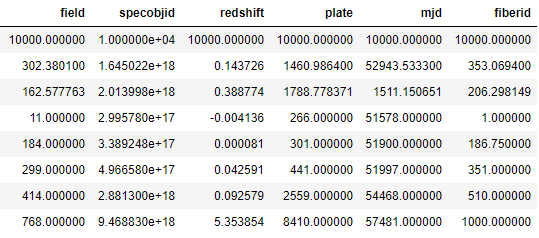 field specobjid redshift plate mjd fiberid
10000.000000 1.000000e+04 10000.000000 10000.000000 10000.000000 10000.000000
302.380100 1.645022e+18 0.143726 1460.986400 52943.533300 353.069400
162.577763 2.013998e+18 0.388774 1788.778371 1511.150651 206.298149
11.000000 2.995780e+17 -0.004136 266.000000 51578.000000 1.000000
184.000000 3.389248e+17 0.000081 301.000000 51900.000000 186.750000
299.000000 4.966580e+17 0.042591 441.000000 51997.000000 351.000000
414.000000 2.881300e+18 0.092579 2559.000000 54468.000000 510.000000
768.000000 9.468830e+18 5.353854 8410.000000 57481.000000 1000.000000